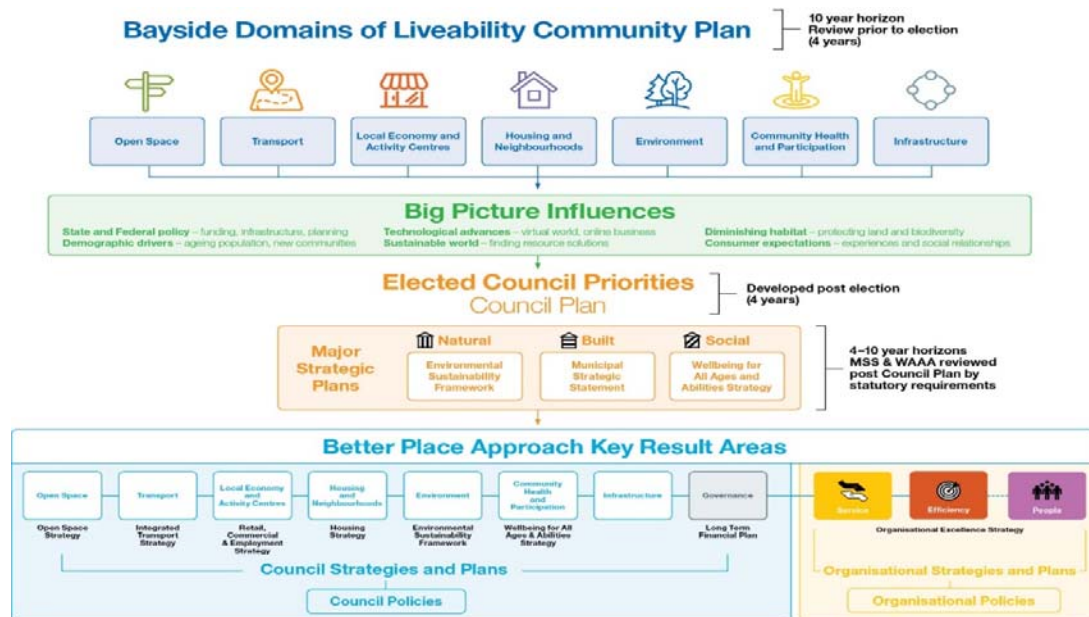 Bayside Domains of Liveability Community Plan
10 year horizon
Review prior to election
(4 years)
Open Space
Transport
Local Economy and
Activity Centres
Housing and
Neighbourhoods
Environment
Community Health
and Participation
Infrastructure
Big Picture Influences
State and Federal policy – funding, infrastructure, planning
Demographic drivers – ageing population, new communities
Technological advances – virtual world, online business
Sustainable world – finding resource solutions
Diminishing habitat – protecting land and biodiversity
Consumer expectations – experiences and social relationships
Elected Council Priorities
Council Plan
Developed post election
(4 years)
Major
Strategic
Plans
Natural
Environmental
Sustainability
Framework
Built
Municipal
Strategic
Statement
Social
Wellbeing for
All Ages and
Abilities Strategy
4–10 year horizons
MSS & WAAA reviewed
post Council Plan by
statutory requirements
Better Place Approach Key Result Areas
Open Space
Transport
Local Economy
and
Activity Centres
Housing
and
Neighbourhoods
Environment
Community
Health
and
Participation
Infrastructure
Governance
Service
Efficiency
People
Open Space
Strategy
Integrated
Transport
Strategy
Retail,
Commercial
& Employment
Strategy
Housing
Strategy
Environmental
Sustainability
Framework
Wellbeing for All
Ages & Abilities
Strategy
Long Term
Financial Plan
Organisational Excellence Strategy
Council Strategies and Plans
Council Policies
Organisational Strategies and Plans
Organisational Policies